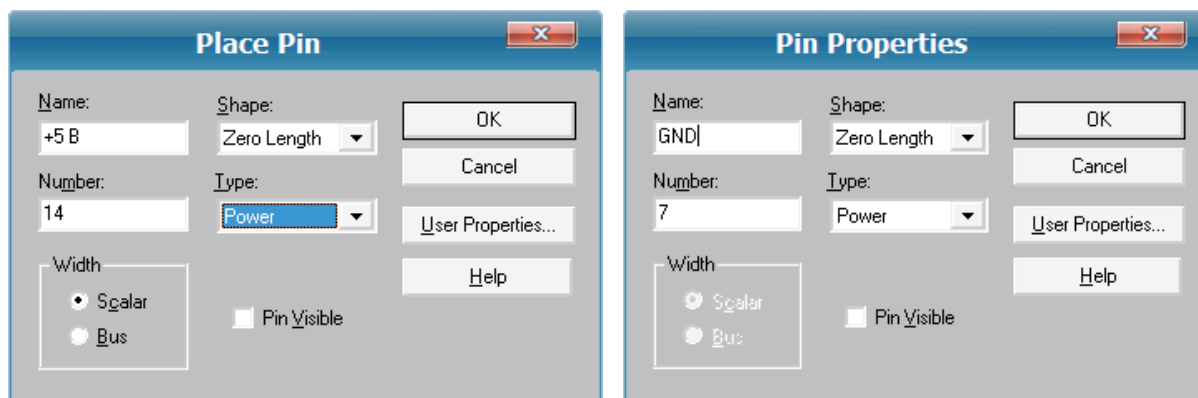 Place Pin
Name:
Shape:
+5 B
Zero Length
OK
Cancel
Number:
Type:
14
Power
User Properties...
Width
Scalar
Bus
Pin Visible
Help
Pin Properties
Name:
Shape:
GND
Zero Length
OK
Cancel
Number:
Type:
7
Power
User Properties...
Width
Scalar
Bus
Pin Visible
Help